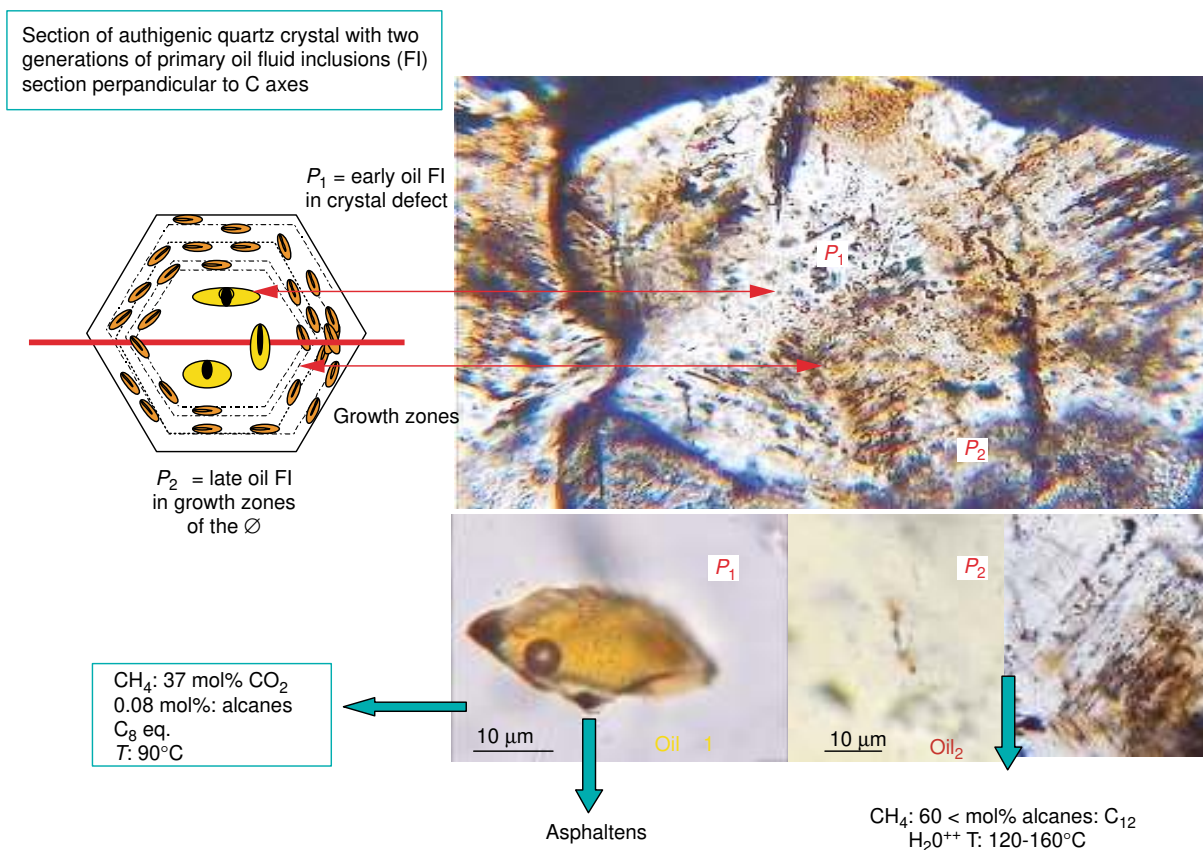 Section of authigenic quartz crystal with two
generations of primary oil fluid inclusions (FI)
section perpandicular to C axes
P₁ = early oil FI
in crystal defect
P₁
Growth zones
P₂ = late oil FI
in growth zones
of the ∅
P₂
P₁
P₂
CH₄: 37 mol% CO₂
0.08 mol%: alcanes
C₈ eq.
T: 90°C
10 μm
Oil 1
10 μm
Oil₂
Asphaltens
CH₄: 60 < mol% alcanes: C₁₂
H₂0⁺⁺ T: 120-160°C